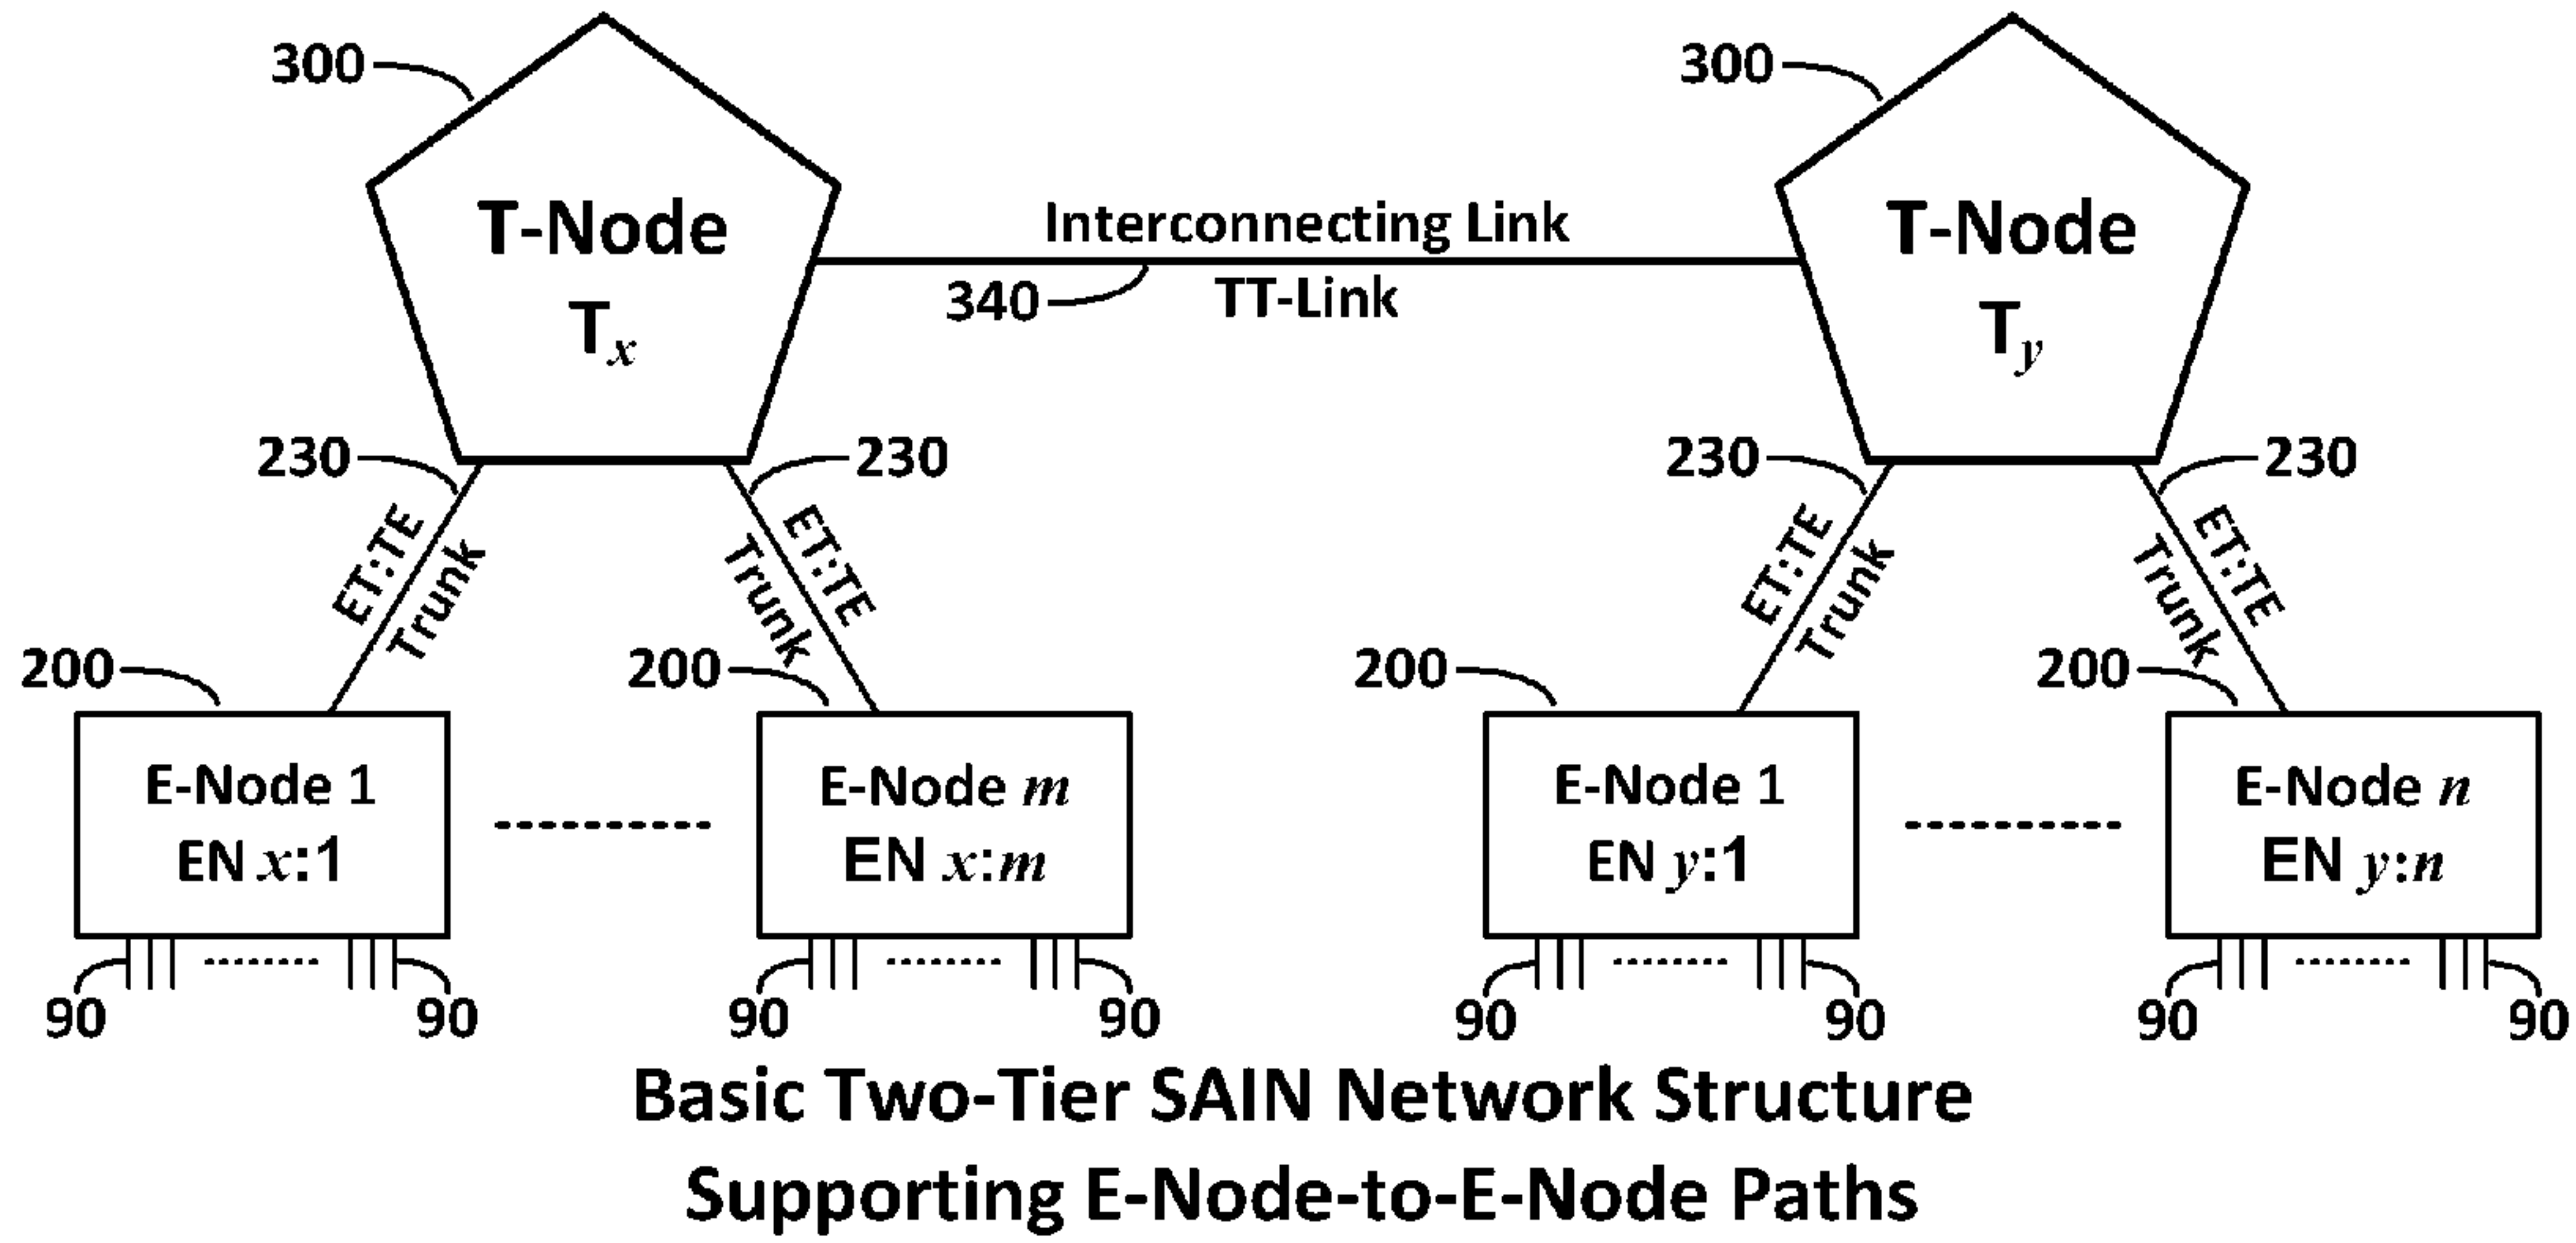 300
300
T-Node
Tx
T-Node
Ty
Interconnecting Link
340
TT-Link
230
230
230
230
ET:TE
Trunk
ET:TE
Trunk
ET:TE
Trunk
ET:TE
Trunk
200
200
200
200
E-Node 1
EN x:1
E-Node m
EN x:m
E-Node 1
EN y:1
E-Node n
EN y:n
90
90
90
90
90
90
90
90
Basic Two-Tier SAIN Network Structure
Supporting E-Node-to-E-Node Paths